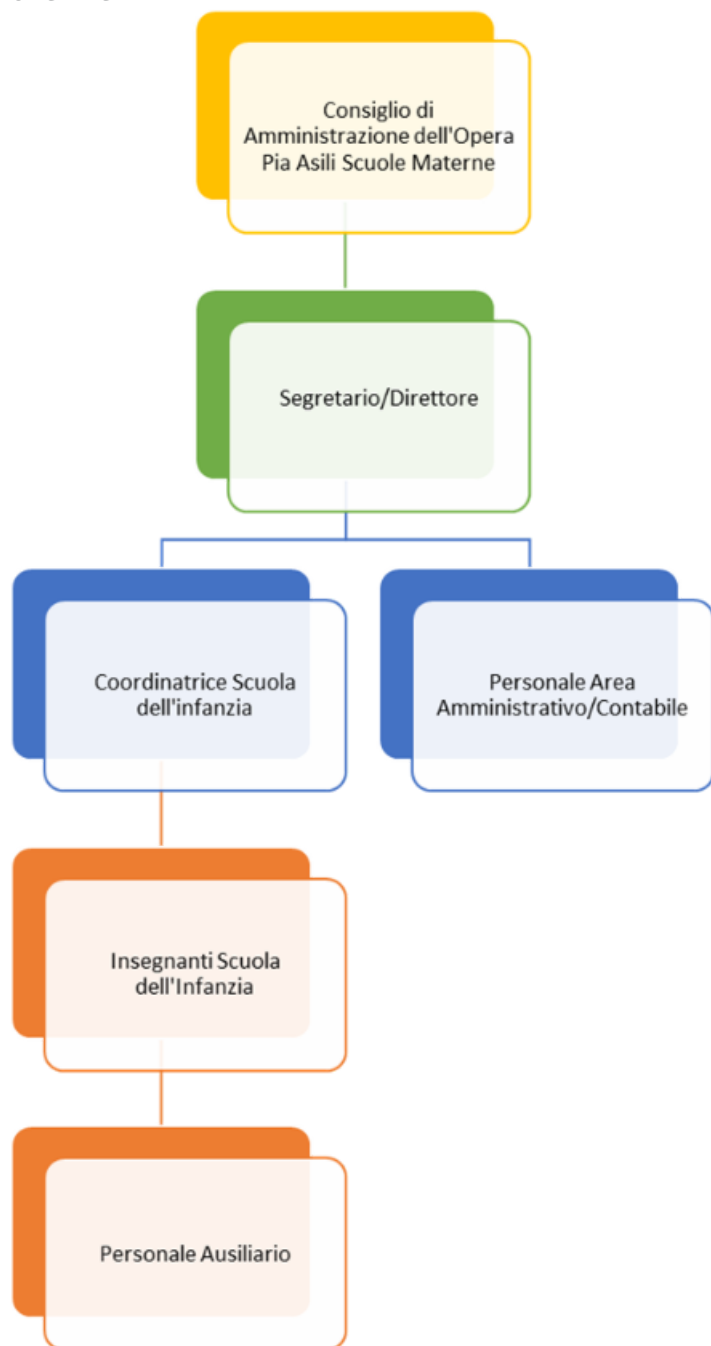 Consiglio di
Amministrazione dell'Opera
Pia Asili Scuole Materne
Segretario/Direttore
Coordinatrice Scuola
dell'infanzia
Personale Area
Amministrativo/Contabile
Insegnanti Scuola
dell'Infanzia
Personale Ausiliario